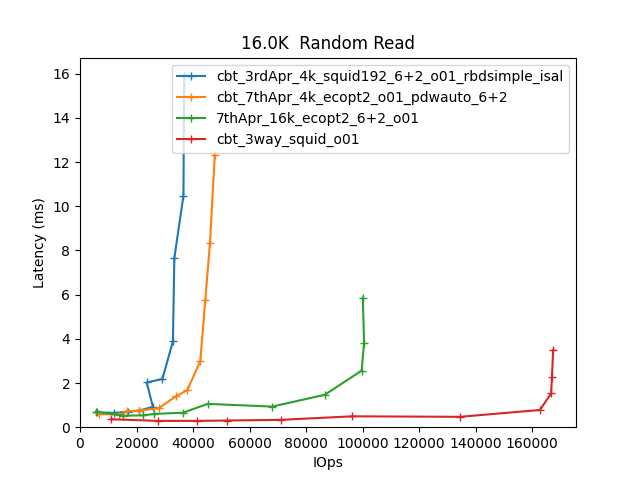 16.0K  Random Read
16
14
12
10
8
6
4
2
0
Latency (ms)
cbt_3rdApr_4k_squid192_6+2_o01_rbdsimple_isal
cbt_7thApr_4k_ecopt2_o01_pdwauto_6+2
7thApr_16k_ecopt2_6+2_o01
cbt_3way_squid_o01
0 20000 40000 60000 80000 100000 120000 140000 160000
IOps